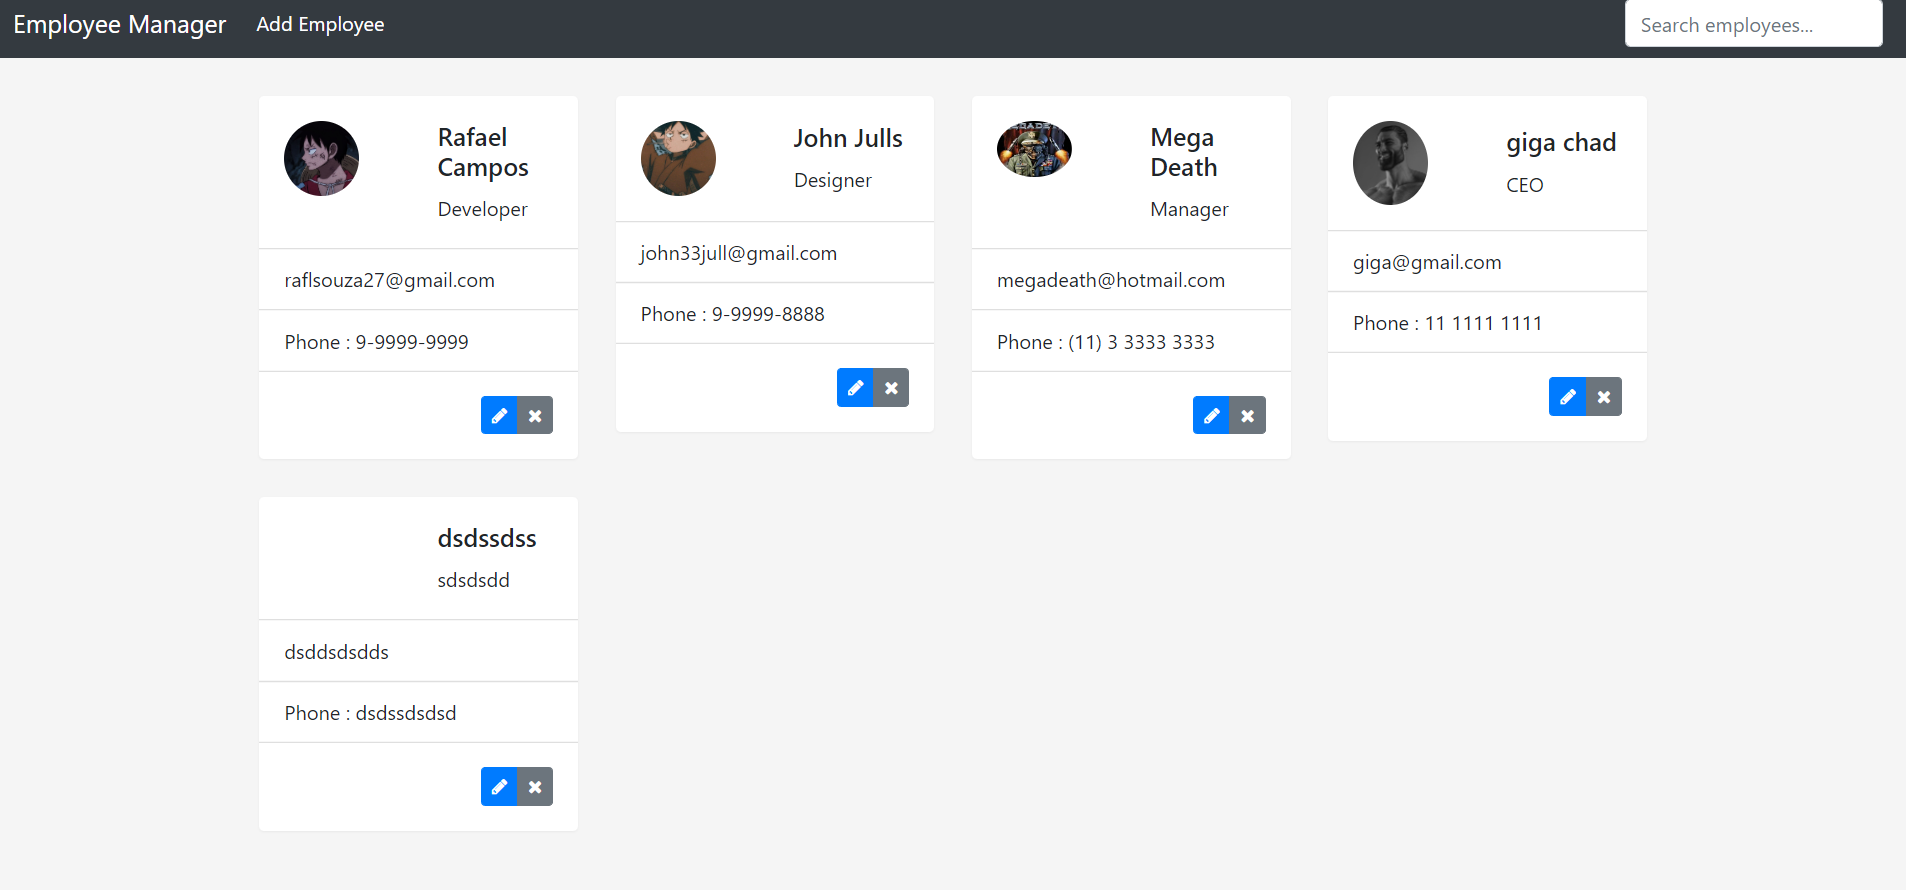 Employee Manager
Add Employee
Search employees...
Rafael
Campos
Developer
raflsouza27@gmail.com
Phone : 9-9999-9999
John Julls
Designer
john33jull@gmail.com
Phone : 9-9999-8888
Mega
Death
Manager
megadeath@hotmail.com
Phone : (11) 3 3333 3333
giga chad
CEO
giga@gmail.com
Phone : 11 1111 1111
dsdssdss
sdsdsdd
dsddsdsdds
Phone : dsdssdsdsd